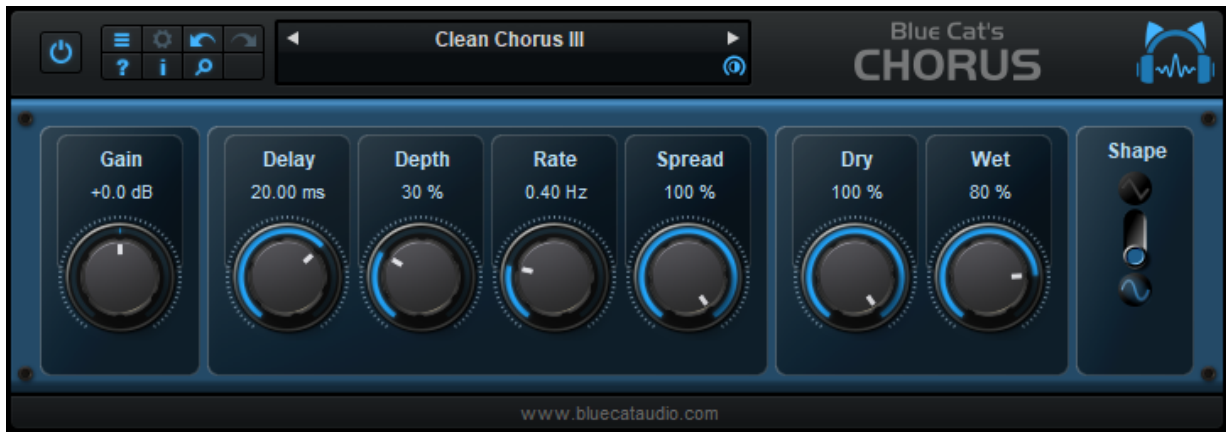 Clean Chorus III
Blue Cat's
CHORUS
? i
Gain
+0.0 dB
Delay
20.00 ms
Depth
30 %
Rate
0.40 Hz
Spread
100 %
Dry
100 %
Wet
80 %
Shape
www.bluecataudio.com